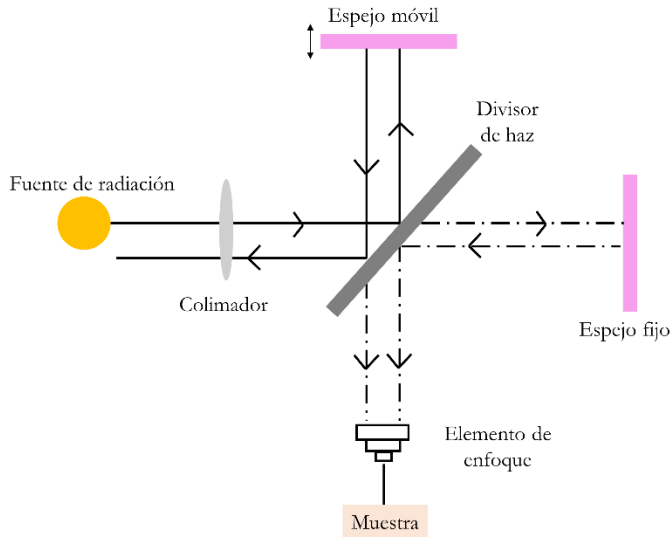 Espejo móvil
Divisor
de haz
Fuente de radiación
Colimador
Espejo fijo
Elemento de
enfoque
Muestra